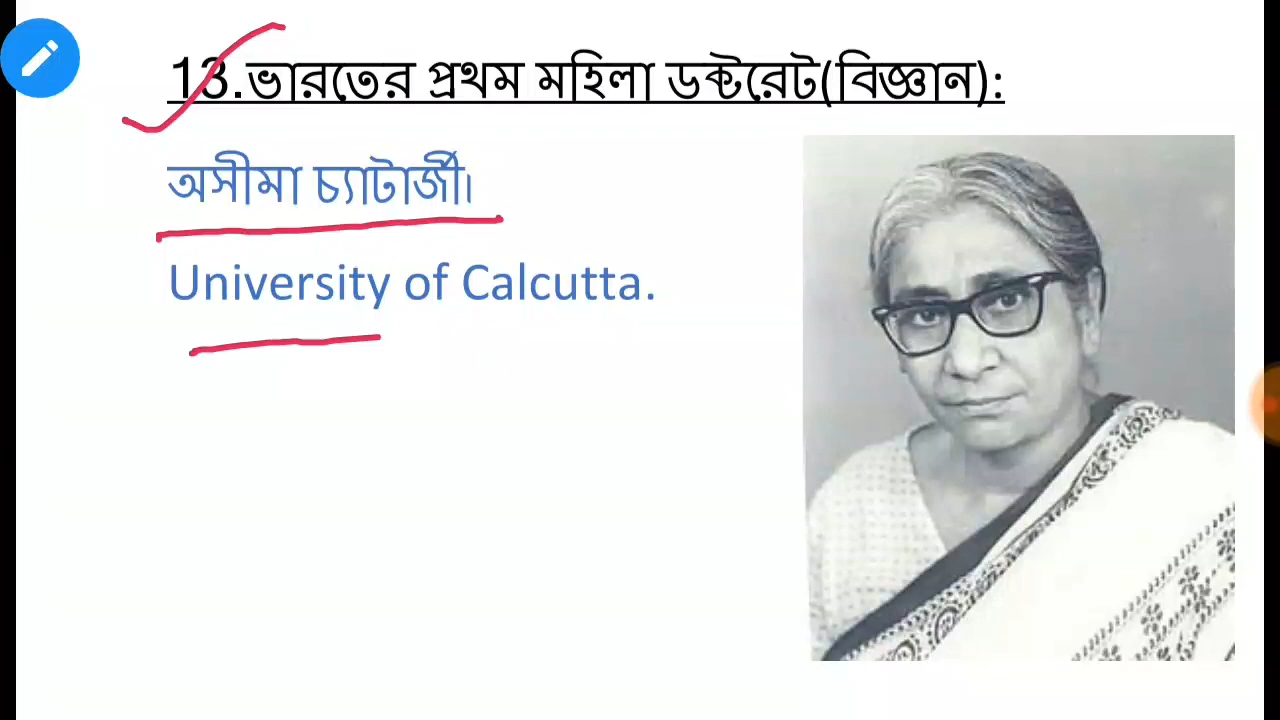 13.ভারতের প্রথম মহিলা ডক্টরেট(বিজ্ঞান):
অসীমা চ্যাটার্জী।
University of Calcutta.